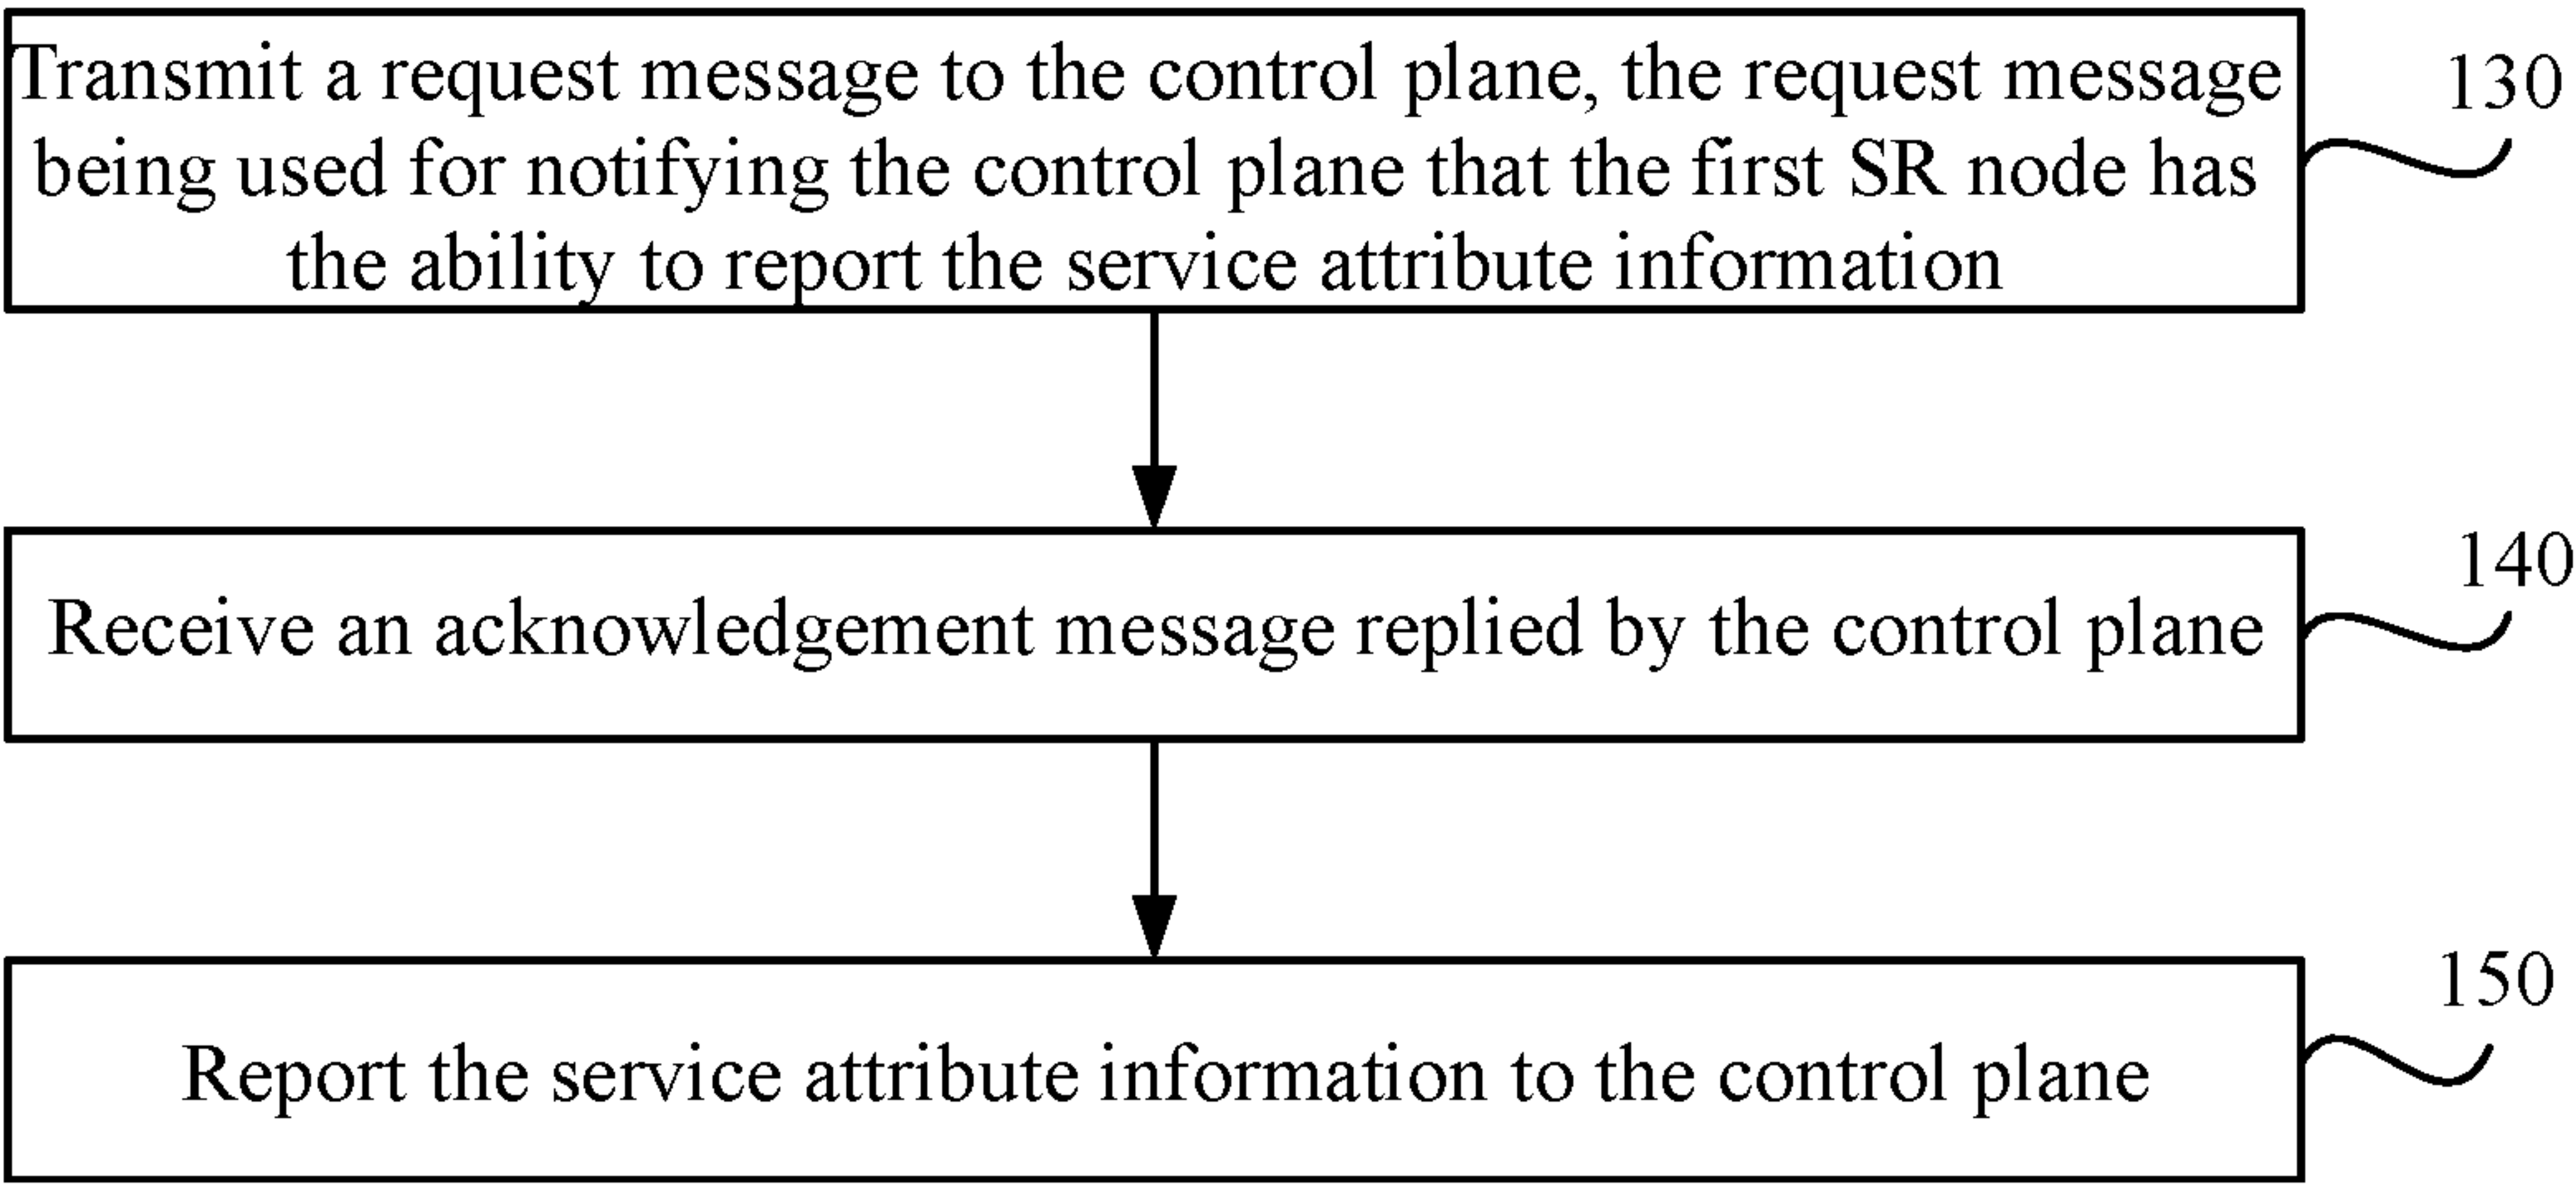 Transmit a request message to the control plane, the request message
being used for notifying the control plane that the first SR node has
the ability to report the service attribute information
130
Receive an acknowledgement message replied by the control plane
140
Report the service attribute information to the control plane
150